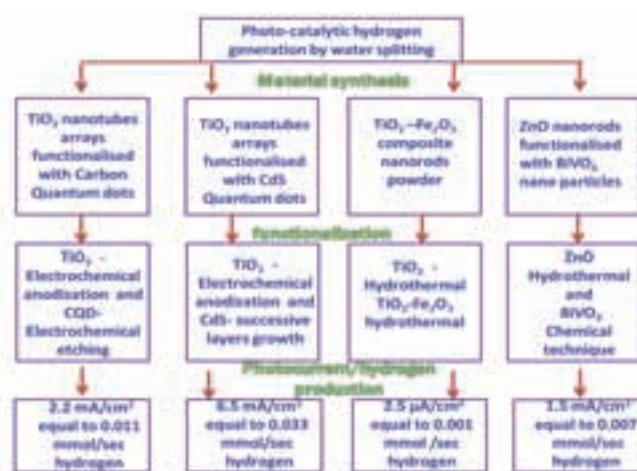 Photo-catalytic hydrogen
generation by water splitting
Material synthesis
TiO₂ nanotubes
arrays
functionalised
with Carbon
Quantum dots
TiO₂ nanotubes
arrays
functionalised
with CdS
Quantum dots
TiO₂ –Fe₂O₃
composite
nanorods
powder
ZnO nanorods
functionalised
with BiVO₄
nano particles
functionalization
TiO₂ -
Electrochemical
anodisation and
CQD-
Electrochemical
etching
TiO₂ -
Electrochemical
anodisation and
CdS- successive
layers growth
TiO₂ -
Hydrothermal
TiO₂-Fe₂O₃
hydrothermal
ZnO
Hydrothermal
and
BiVO₄
Chemical
technique
Photocurrent/hydrogen
production
2.2 mA/cm²
equal to 0.011
mmol/sec
hydrogen
6.5 mA/cm²
equal to 0.033
mmol/sec
hydrogen
2.5 µA/cm²
equal to 0.001
mmol /sec
hydrogen
1.5 mA/cm²
equal to 0.007
mmol/sec
hydrogen